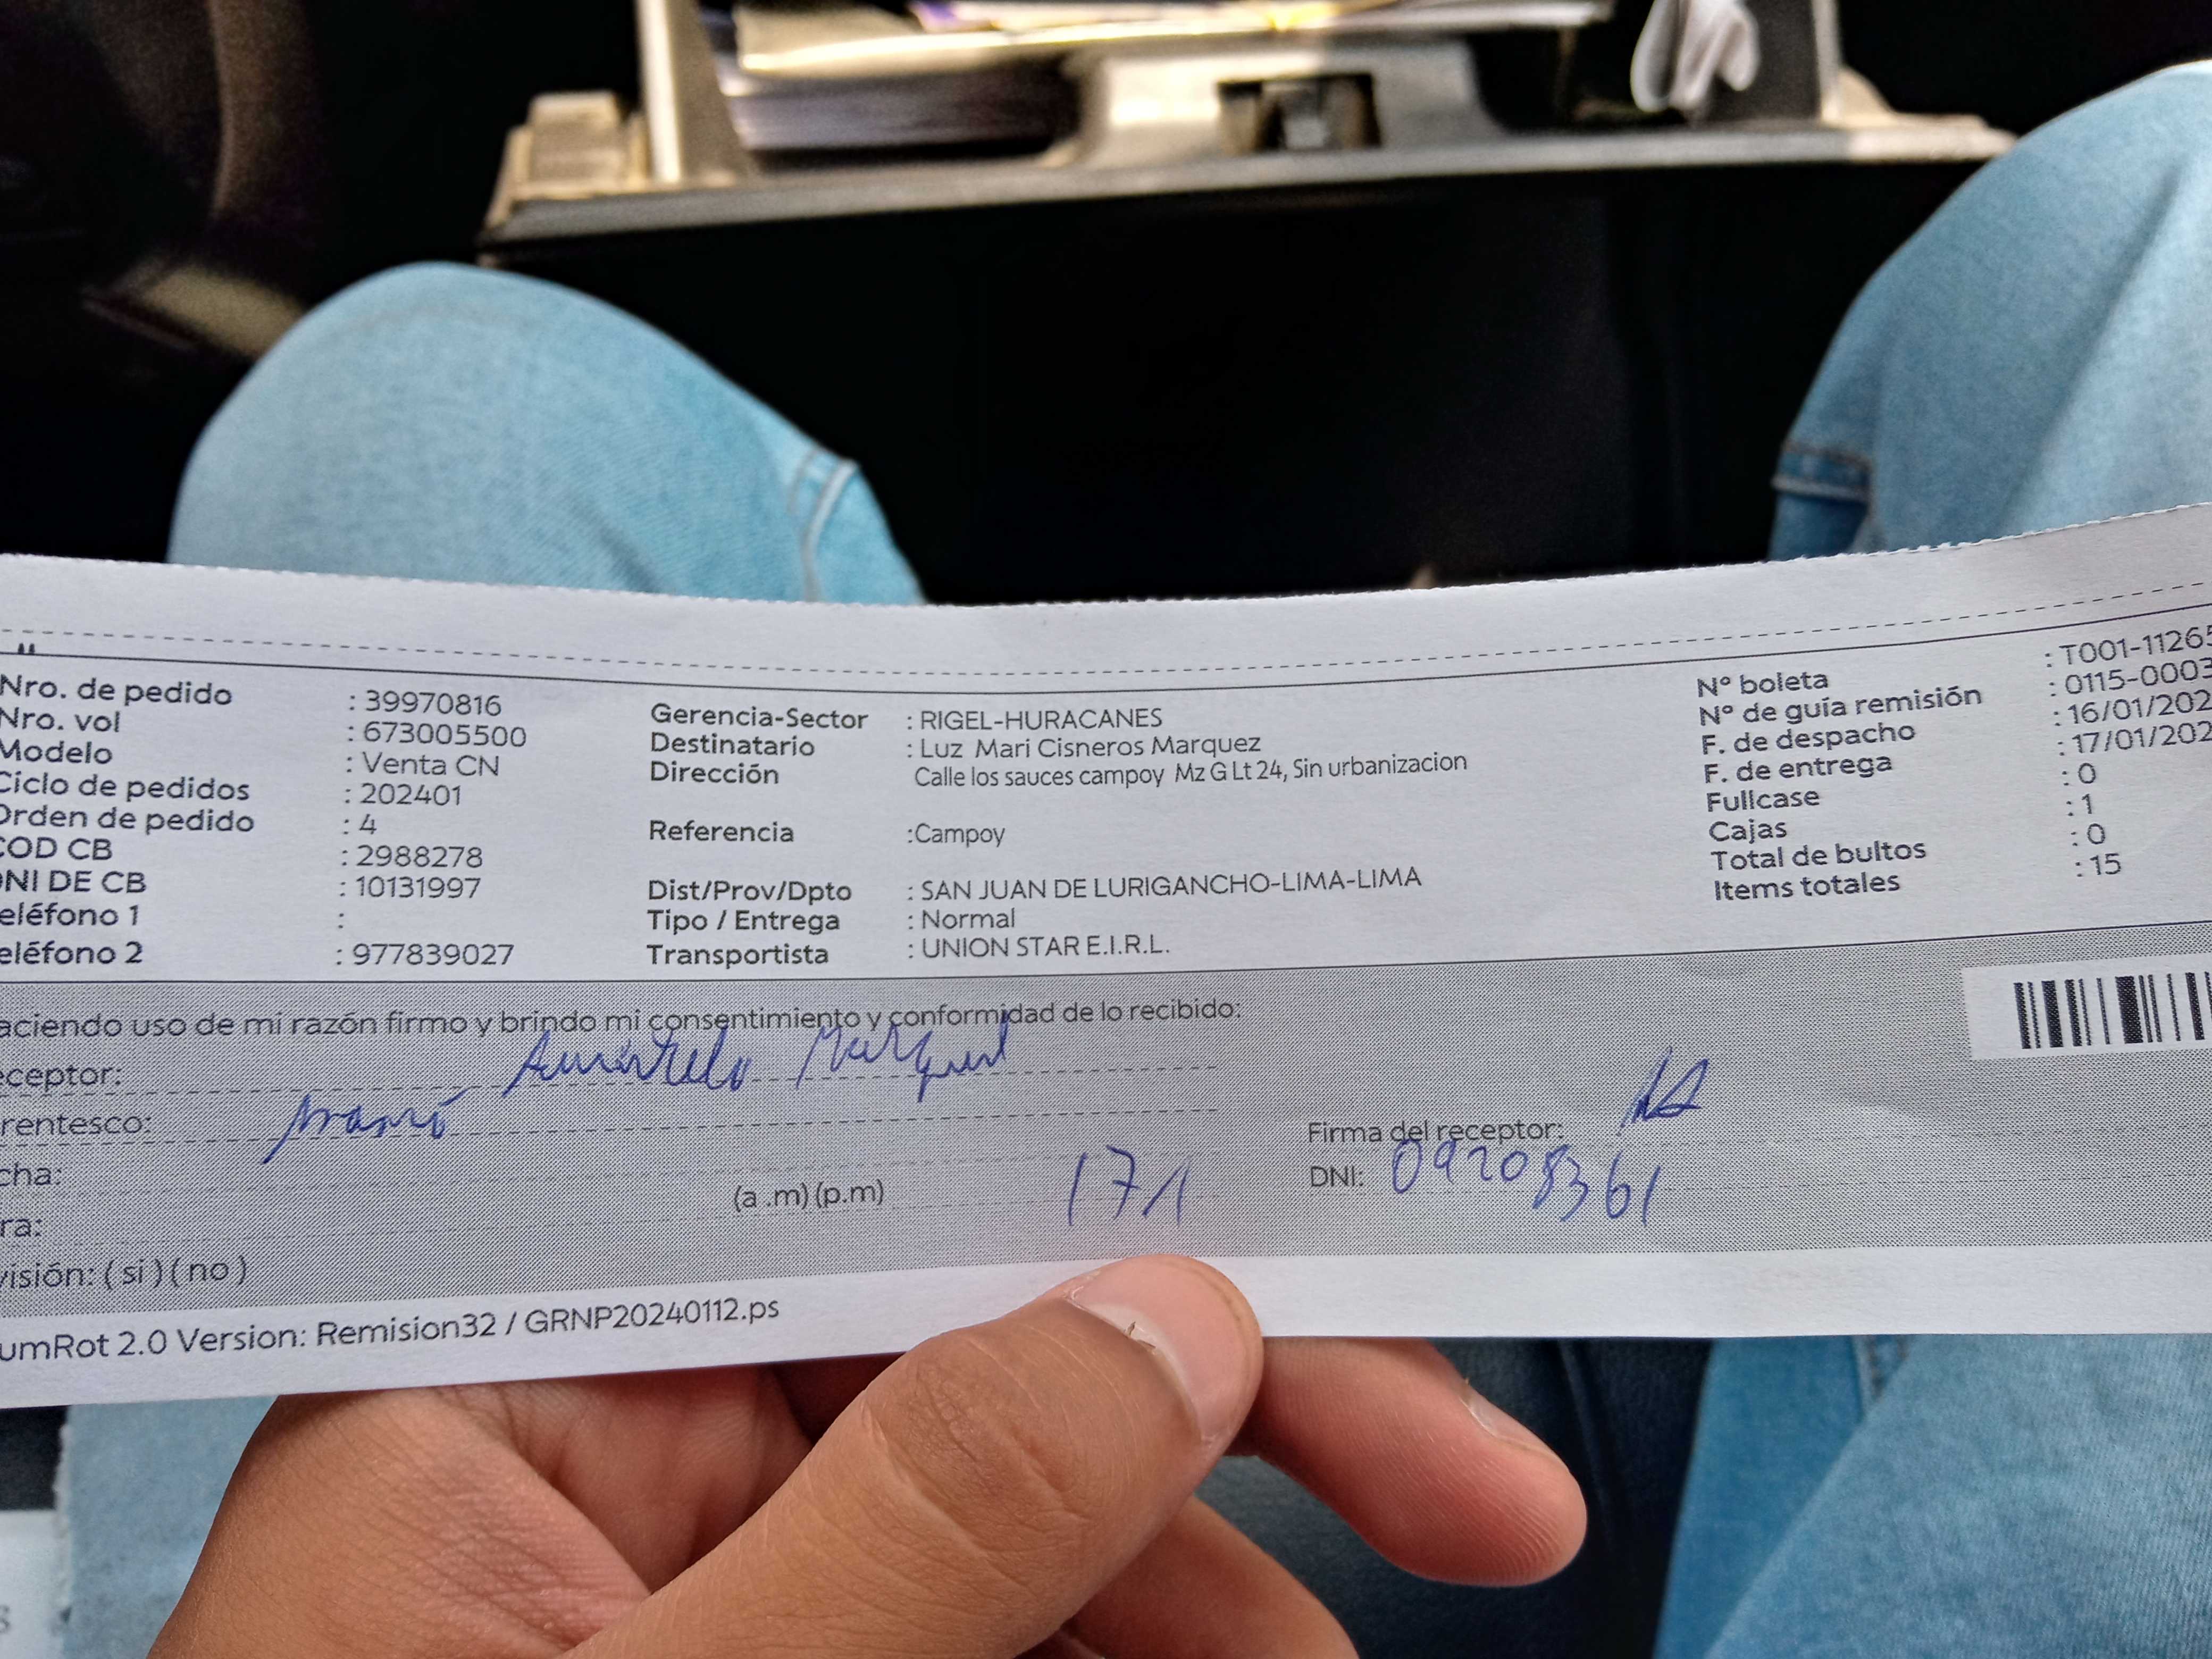 Nro. de pedido : 39970816
Nro. vol : 673005500
Modelo : Venta CN
Ciclo de pedidos : 202401
Orden de pedido : 4
COD CB : 2988278
DNI DE CB : 10131997
eléfono 1 :
eléfono 2 : 977839027
Gerencia-Sector : RIGEL-HURACANES
Destinatario : Luz Mari Cisneros Marquez
Dirección Calle los sauces campoy Mz G Lt 24, Sin urbanizacion
Referencia :Campoy
Dist/Prov/Dpto : SAN JUAN DE LURIGANCHO-LIMA-LIMA
Tipo / Entrega : Normal
Transportista : UNION STAR E.I.R.L.
N° boleta : T001-11265
N° de guía remisión : 0115-0003
F. de despacho : 16/01/202
F. de entrega : 17/01/202
Fullcase : 0
Cajas : 1
Total de bultos : 0
Items totales : 15
aciendo uso de mi razón firmo y brindo mi consentimiento y conformidad de lo recibido:
eceptor:
rentesco: mamá
cha:
ra: (a .m) (p.m) 17/1
Firma del receptor:
DNI: 09208361
visión: ( si ) ( no )
umRot 2.0 Version: Remision32 / GRNP20240112.ps